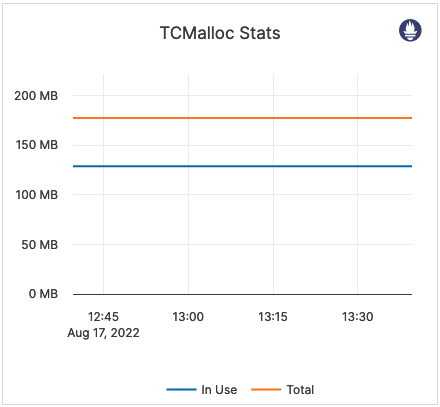 TCMalloc Stats
200 MB
150 MB
100 MB
50 MB
0 MB
12:45
13:00
13:15
13:30
Aug 17, 2022
In Use
Total